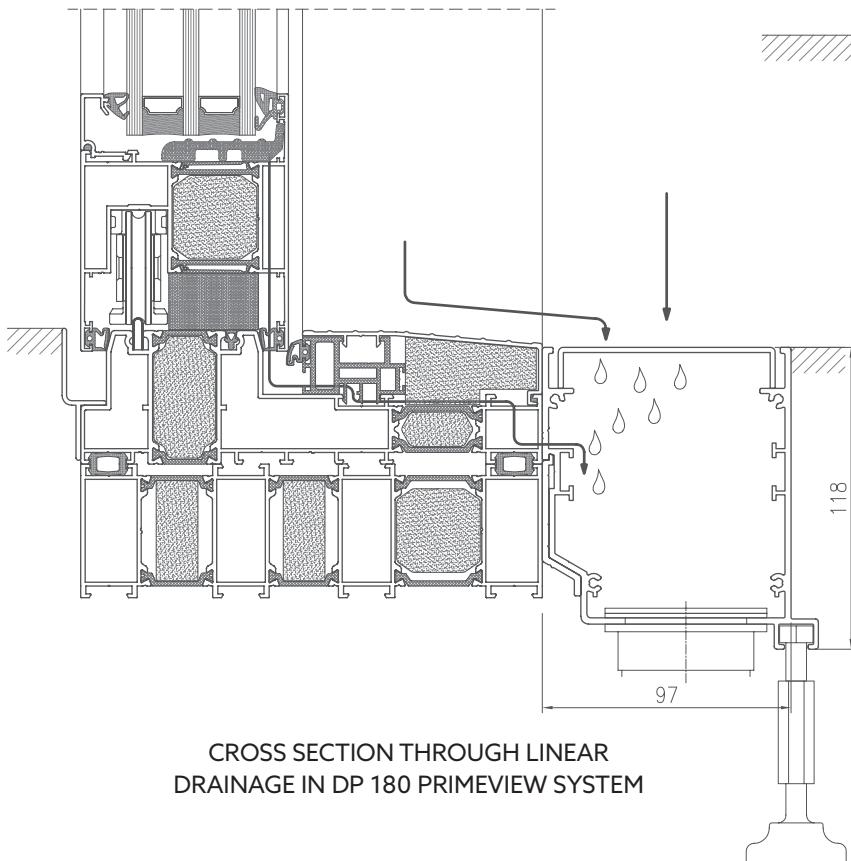 118
97
CROSS SECTION THROUGH LINEAR
DRAINAGE IN DP 180 PRIMEVIEW SYSTEM